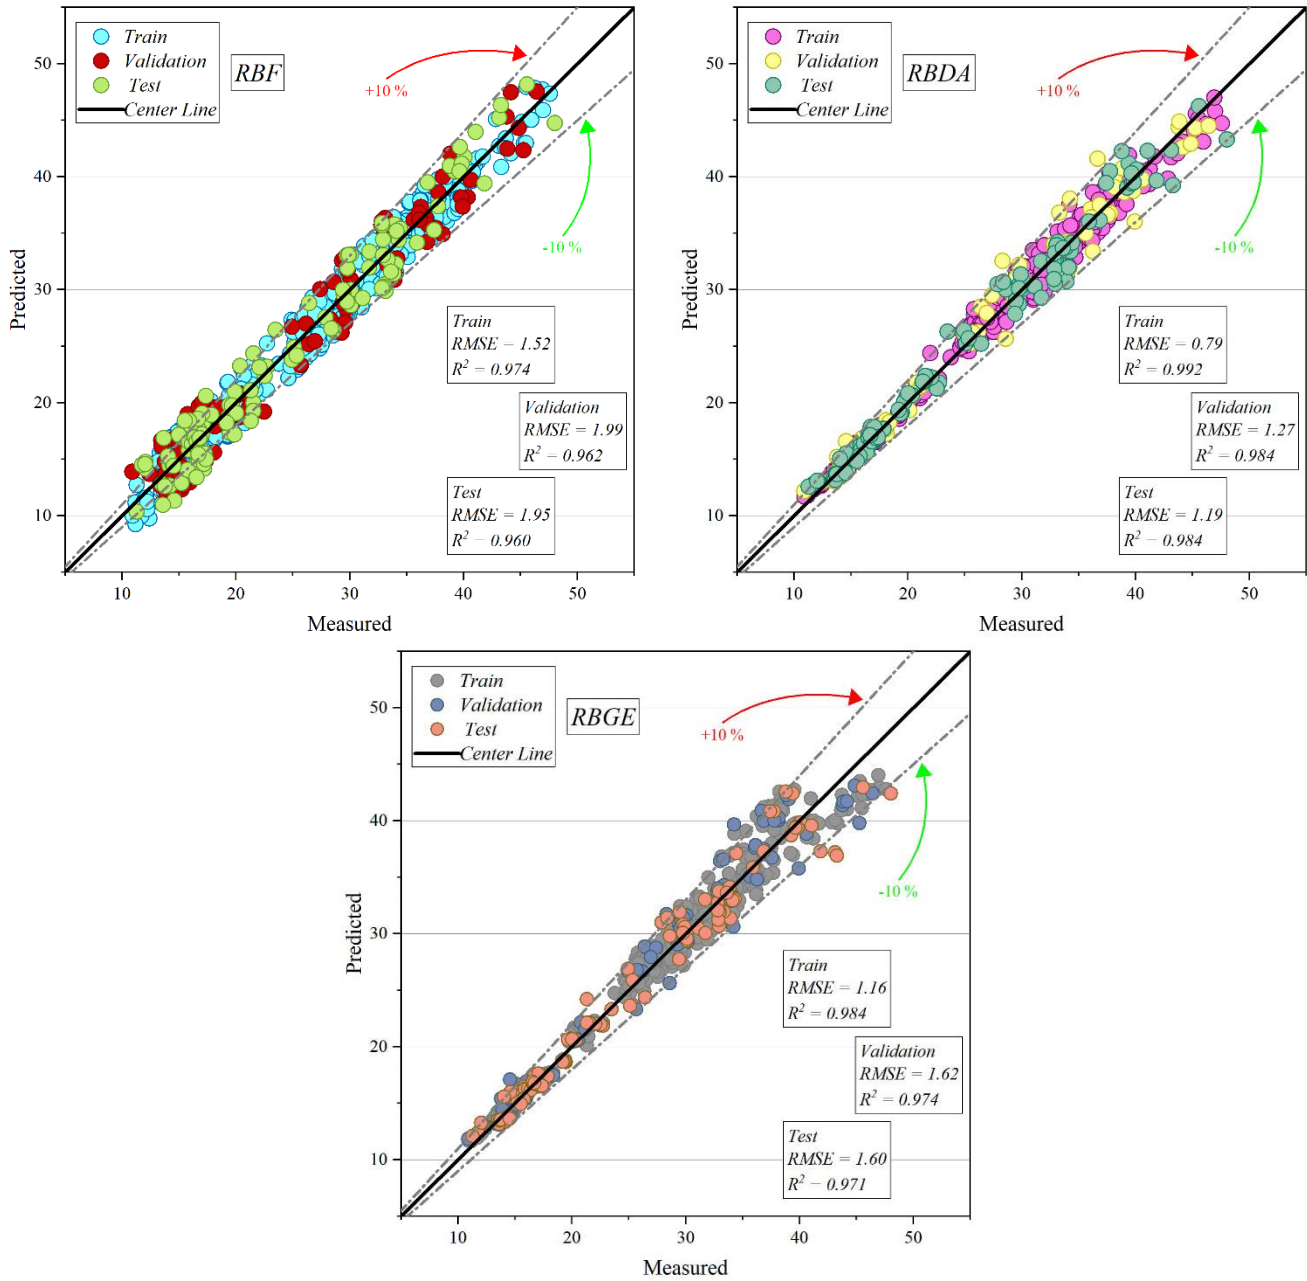 Train
Validation
Test
Center Line
RBF
+10 %
-10 %
50
40
30
20
10
Predicted
Train
RMSE = 1.52
R² = 0.974
Validation
RMSE = 1.99
R² = 0.962
Test
RMSE = 1.95
R² = 0.960
10 20 30 40 50
Measured
Train
Validation
Test
Center Line
RBDA
+10 %
-10 %
50
40
30
20
10
Predicted
Train
RMSE = 0.79
R² = 0.992
Validation
RMSE = 1.27
R² = 0.984
Test
RMSE = 1.19
R² = 0.984
10 20 30 40 50
Measured
Train
Validation
Test
Center Line
RBGE
+10 %
-10 %
50
40
30
20
10
Predicted
Train
RMSE = 1.16
R² = 0.984
Validation
RMSE = 1.62
R² = 0.974
Test
RMSE = 1.60
R² = 0.971
10 20 30 40 50
Measured